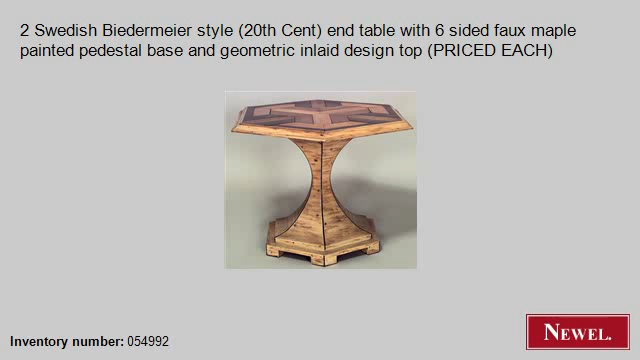 2 Swedish Biedermeier style (20th Cent) end table with 6 sided faux maple
painted pedestal base and geometric inlaid design top (PRICED EACH)
Inventory number: 054992
NEWEL.